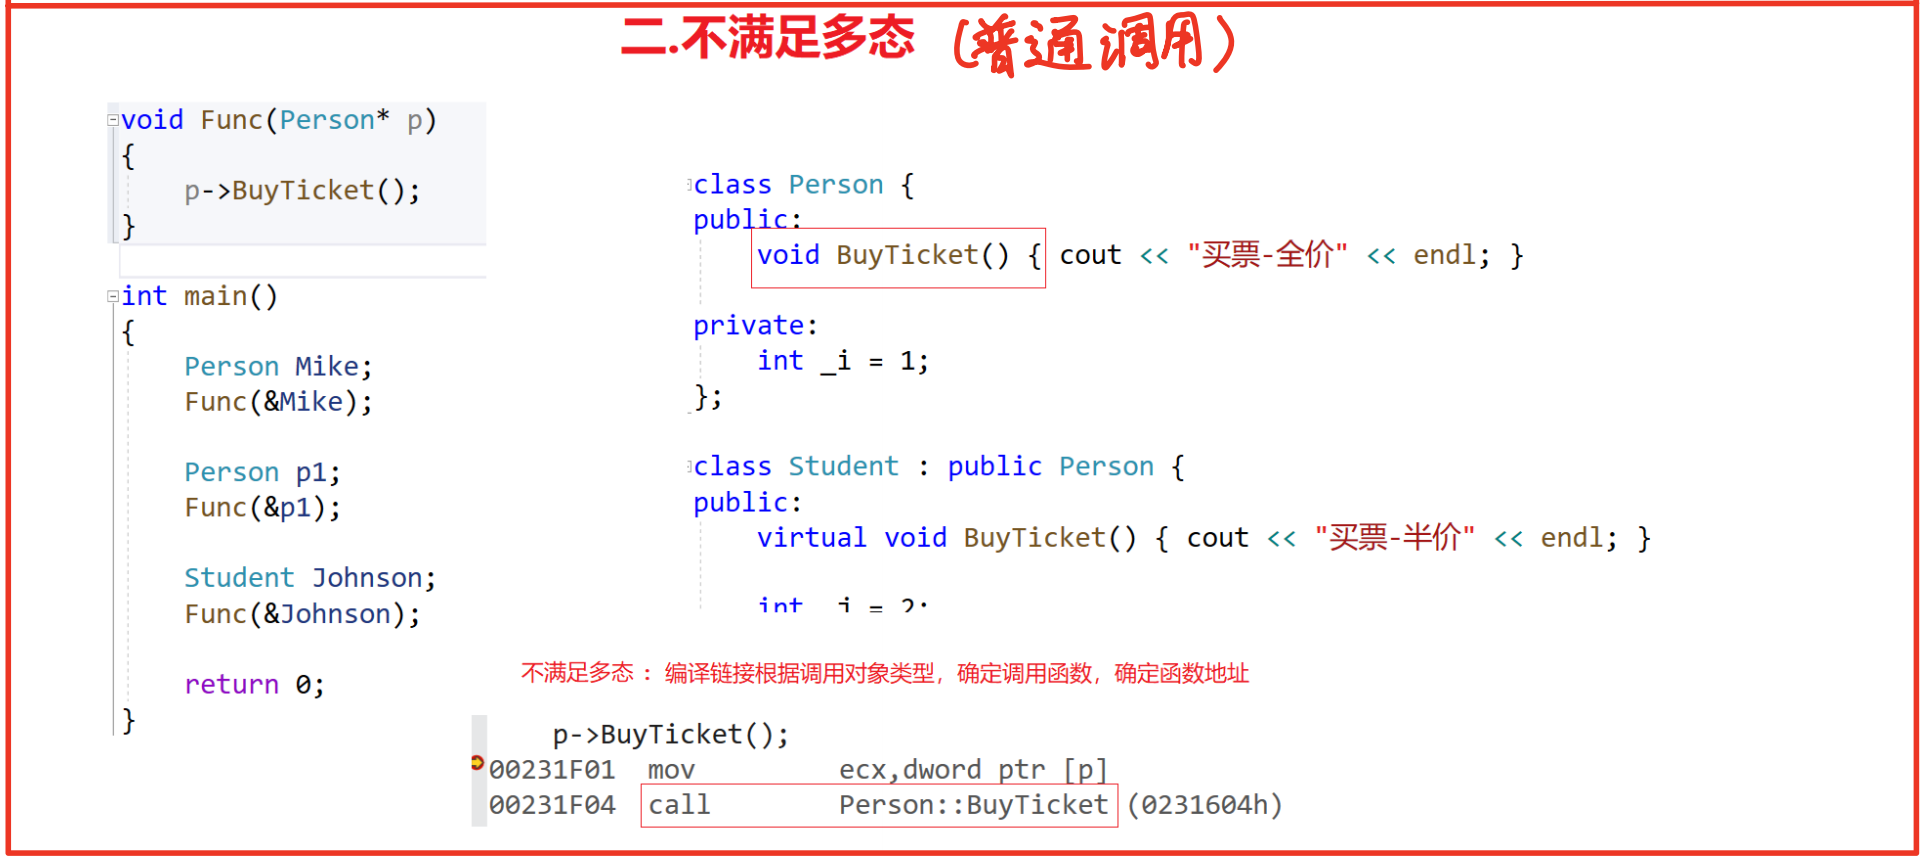 二.不满足多态 (普通调用)
void Func(Person* p)
{
p->BuyTicket();
}
int main()
{
Person Mike;
Func(&Mike);
Person p1;
Func(&p1);
Student Johnson;
Func(&Johnson);
return 0;
}
class Person {
public:
void BuyTicket() { cout << "买票-全价" << endl; }
private:
int _i = 1;
};
class Student : public Person {
public:
virtual void BuyTicket() { cout << "买票-半价" << endl; }
int _i = 2;
不满足多态 : 编译链接根据调用对象类型, 确定调用函数, 确定函数地址
p->BuyTicket();
00231F01 mov ecx,dword ptr [p]
00231F04 call Person::BuyTicket (0231604h)